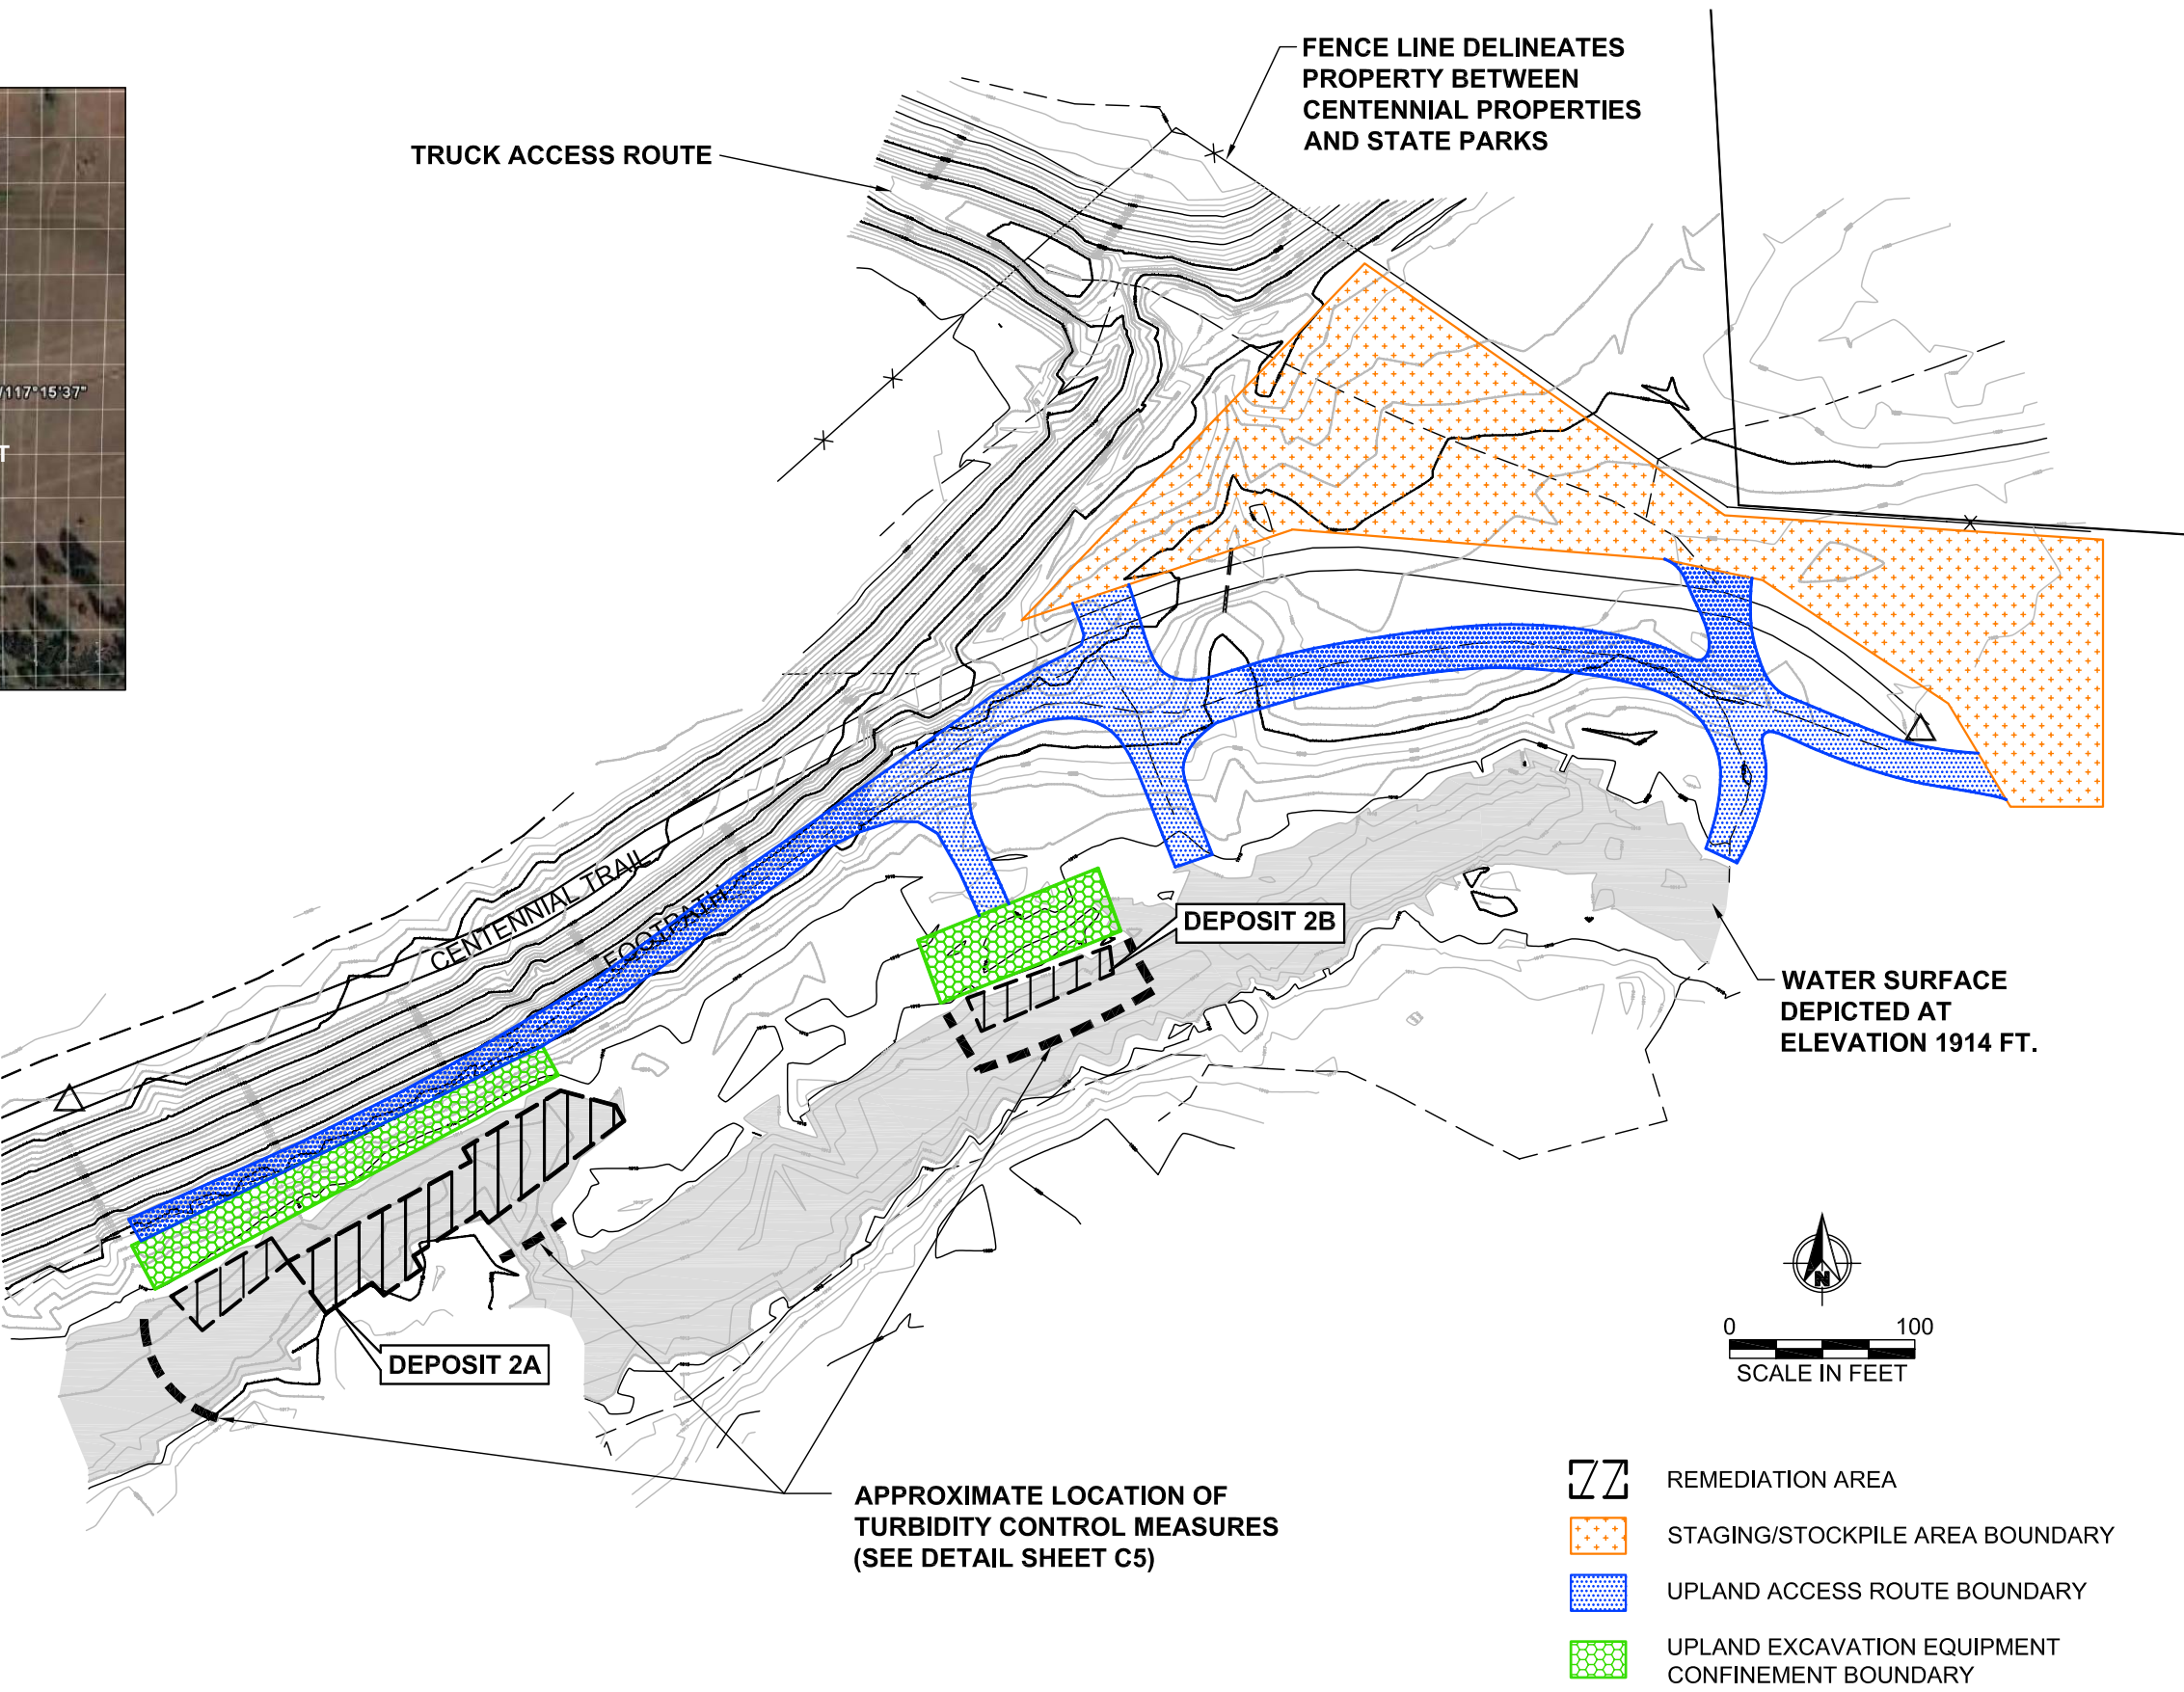 FENCE LINE DELINEATES
PROPERTY BETWEEN
CENTENNIAL PROPERTIES
AND STATE PARKS
TRUCK ACCESS ROUTE
/117°15'37"
T
CENTENNIAL TRAIL
FOOTPATH
DEPOSIT 2B
WATER SURFACE
DEPICTED AT
ELEVATION 1914 FT.
DEPOSIT 2A
N
0 100
SCALE IN FEET
APPROXIMATE LOCATION OF
TURBIDITY CONTROL MEASURES
(SEE DETAIL SHEET C5)
REMEDIATION AREA
STAGING/STOCKPILE AREA BOUNDARY
UPLAND ACCESS ROUTE BOUNDARY
UPLAND EXCAVATION EQUIPMENT
CONFINEMENT BOUNDARY